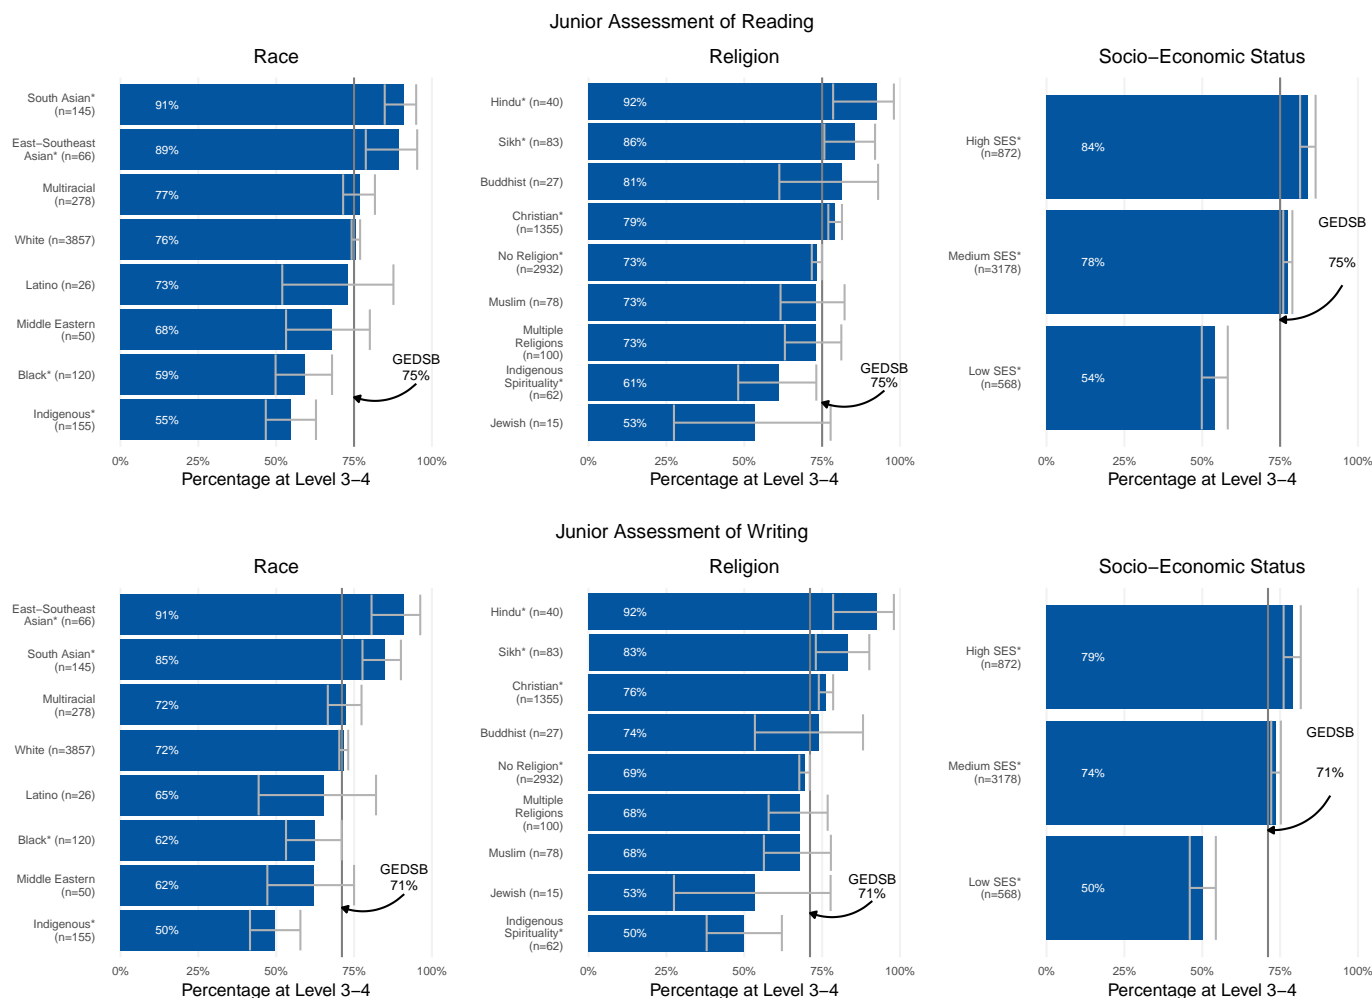 Junior Assessment of Reading
Race
South Asian*
(n=145)
91%
East−Southeast
Asian* (n=66)
89%
Multiracial
(n=278)
77%
White (n=3857)
76%
Latino (n=26)
73%
Middle Eastern
(n=50)
68%
Black* (n=120)
59%
Indigenous*
(n=155)
55%
GEDSB
75%
0%
25%
50%
75%
100%
Percentage at Level 3−4
Religion
Hindu* (n=40)
92%
Sikh* (n=83)
86%
Buddhist (n=27)
81%
Christian*
(n=1355)
79%
No Religion*
(n=2932)
73%
Muslim (n=78)
73%
Multiple
Religions
(n=100)
73%
Indigenous
Spirituality*
(n=62)
61%
Jewish (n=15)
53%
GEDSB
75%
0%
25%
50%
75%
100%
Percentage at Level 3−4
Socio−Economic Status
High SES*
(n=872)
84%
Medium SES*
(n=3178)
78%
Low SES*
(n=568)
54%
GEDSB
75%
0%
25%
50%
75%
100%
Percentage at Level 3−4
Junior Assessment of Writing
Race
East−Southeast
Asian* (n=66)
91%
South Asian*
(n=145)
85%
Multiracial
(n=278)
72%
White (n=3857)
72%
Latino (n=26)
65%
Black* (n=120)
62%
Middle Eastern
(n=50)
62%
Indigenous*
(n=155)
50%
GEDSB
71%
0%
25%
50%
75%
100%
Percentage at Level 3−4
Religion
Hindu* (n=40)
92%
Sikh* (n=83)
83%
Christian*
(n=1355)
76%
Buddhist (n=27)
74%
No Religion*
(n=2932)
69%
Multiple
Religions
(n=100)
68%
Muslim (n=78)
68%
Jewish (n=15)
53%
Indigenous
Spirituality*
(n=62)
50%
GEDSB
71%
0%
25%
50%
75%
100%
Percentage at Level 3−4
Socio−Economic Status
High SES*
(n=872)
79%
Medium SES*
(n=3178)
74%
Low SES*
(n=568)
50%
GEDSB
71%
0%
25%
50%
75%
100%
Percentage at Level 3−4